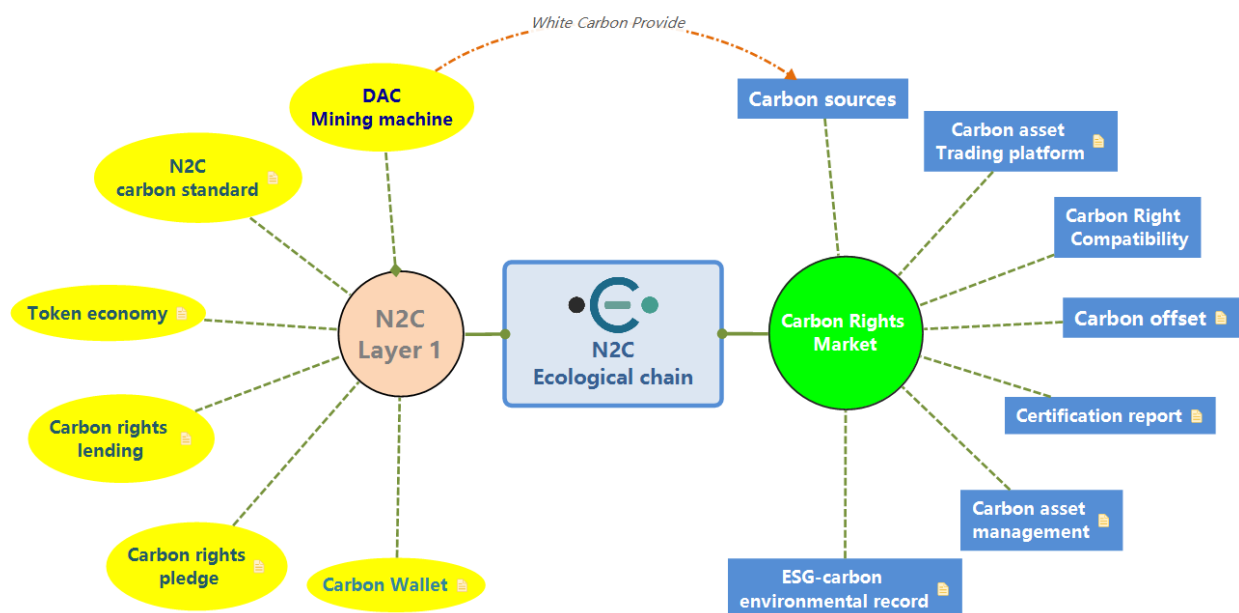 White Carbon Provide
DAC
Mining machine
N2C
carbon standard
Token economy
Carbon rights
lending
Carbon rights
pledge
Carbon Wallet
N2C
Layer 1
N2C
Ecological chain
Carbon Rights
Market
Carbon sources
Carbon asset
Trading platform
Carbon Right
Compatibility
Carbon offset
Certification report
Carbon asset
management
ESG-carbon
environmental record